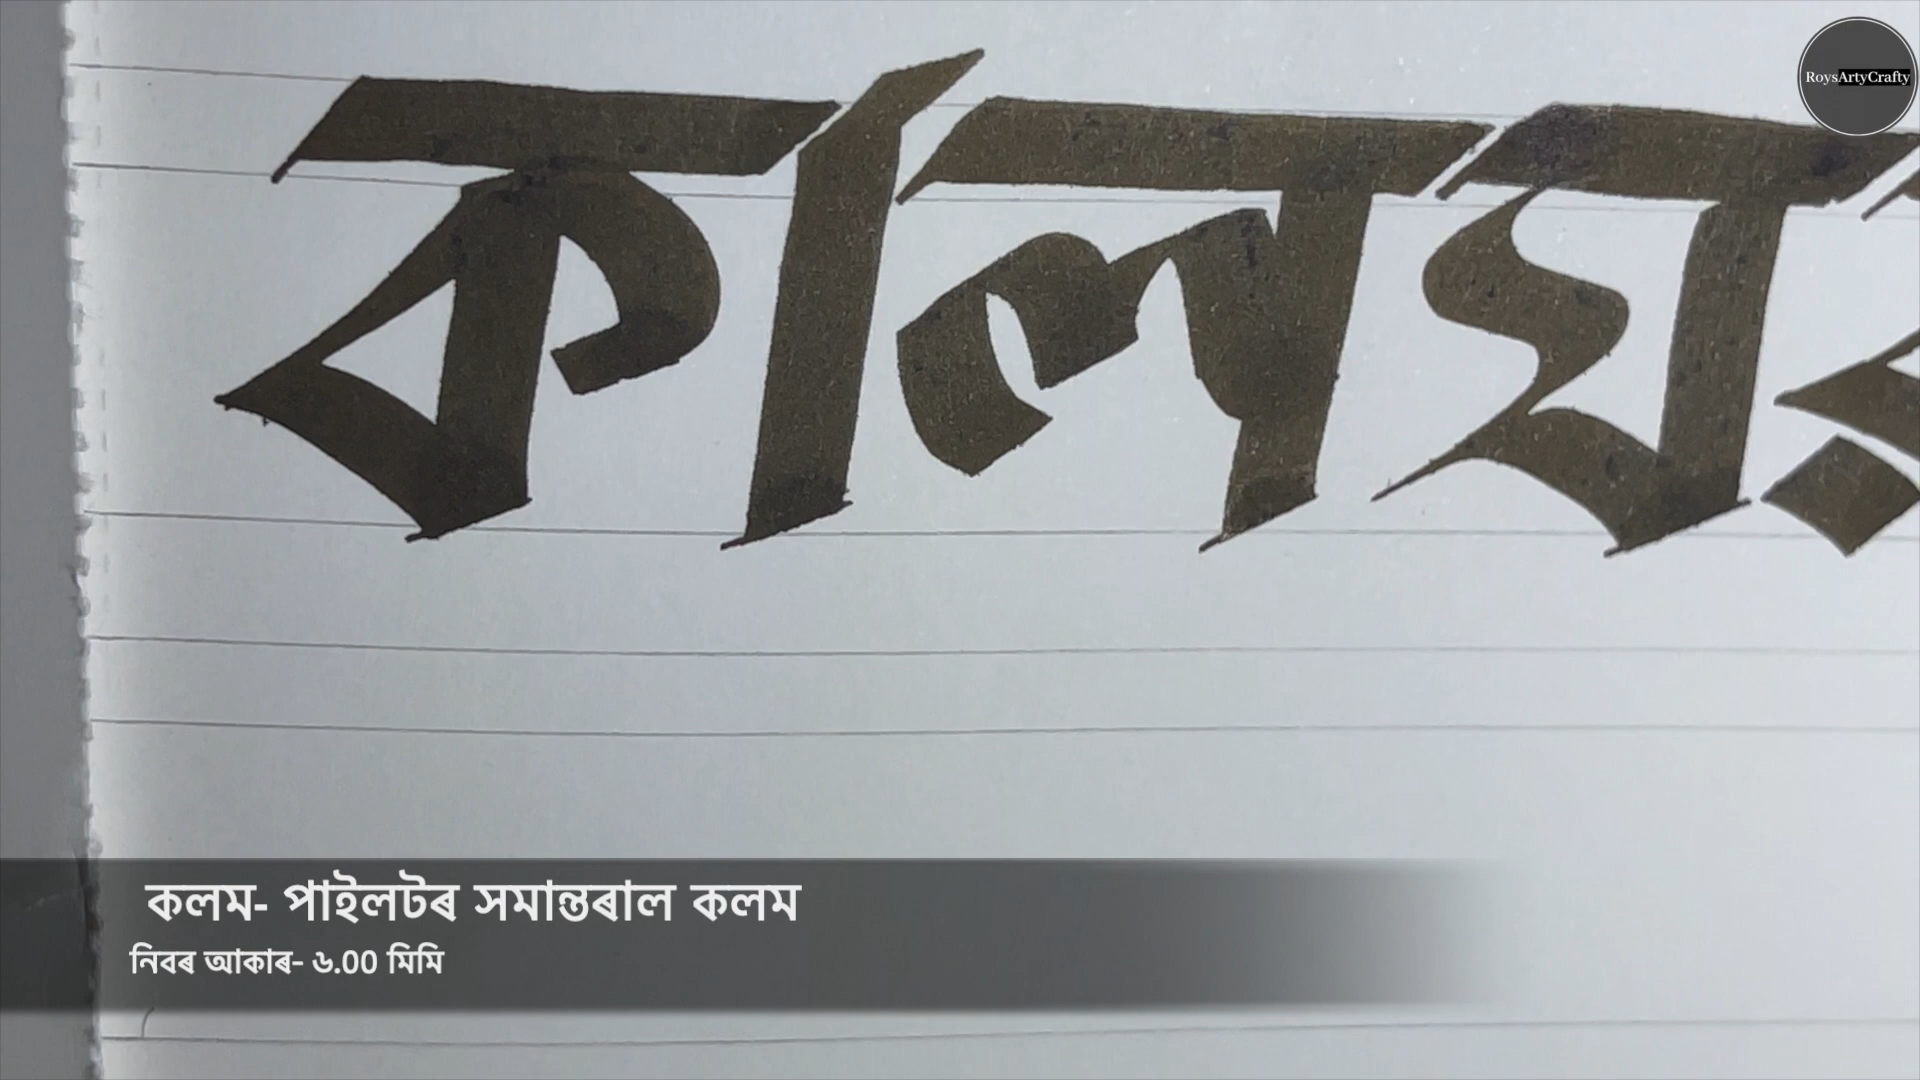 RoysArtyCrafty
কালিঘ
কলম- পাইলটৰ সমান্তৰাল কলম
নিবৰ আকাৰ- ৬.00 মিমি